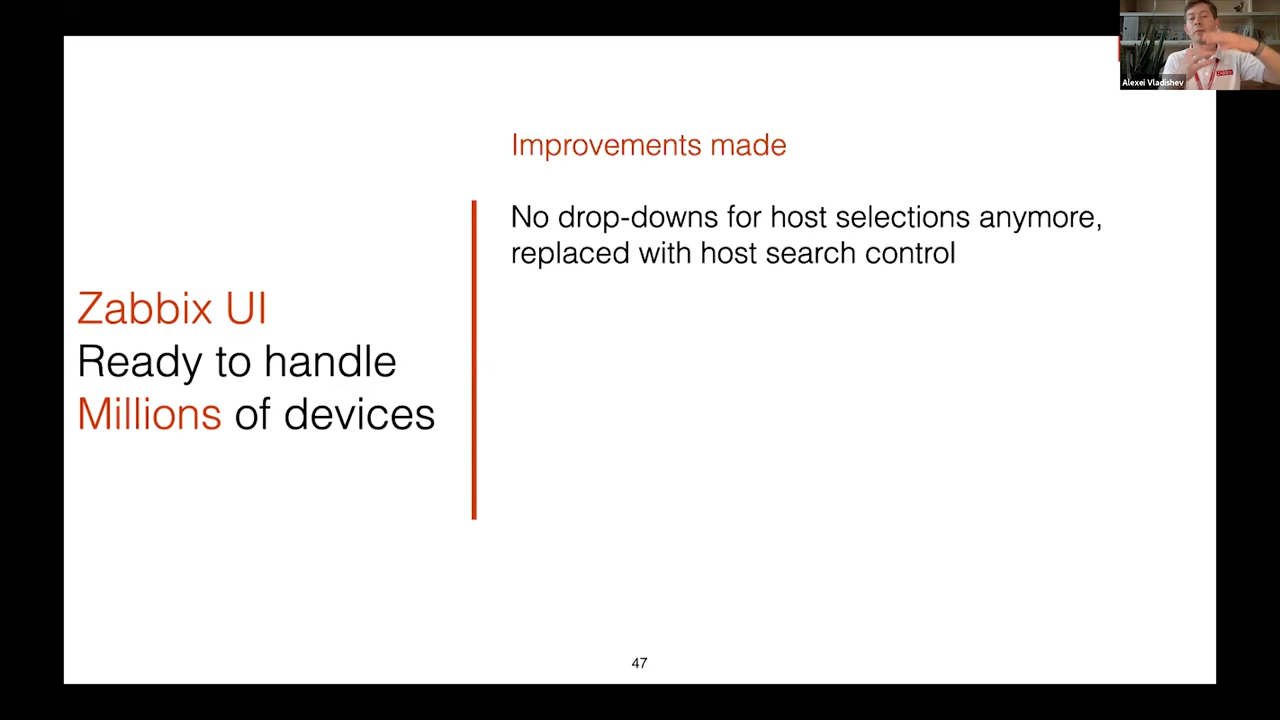 Alexei Vladishev
Improvements made
No drop-downs for host selections anymore,
replaced with host search control
Zabbix UI
Ready to handle
Millions of devices
47